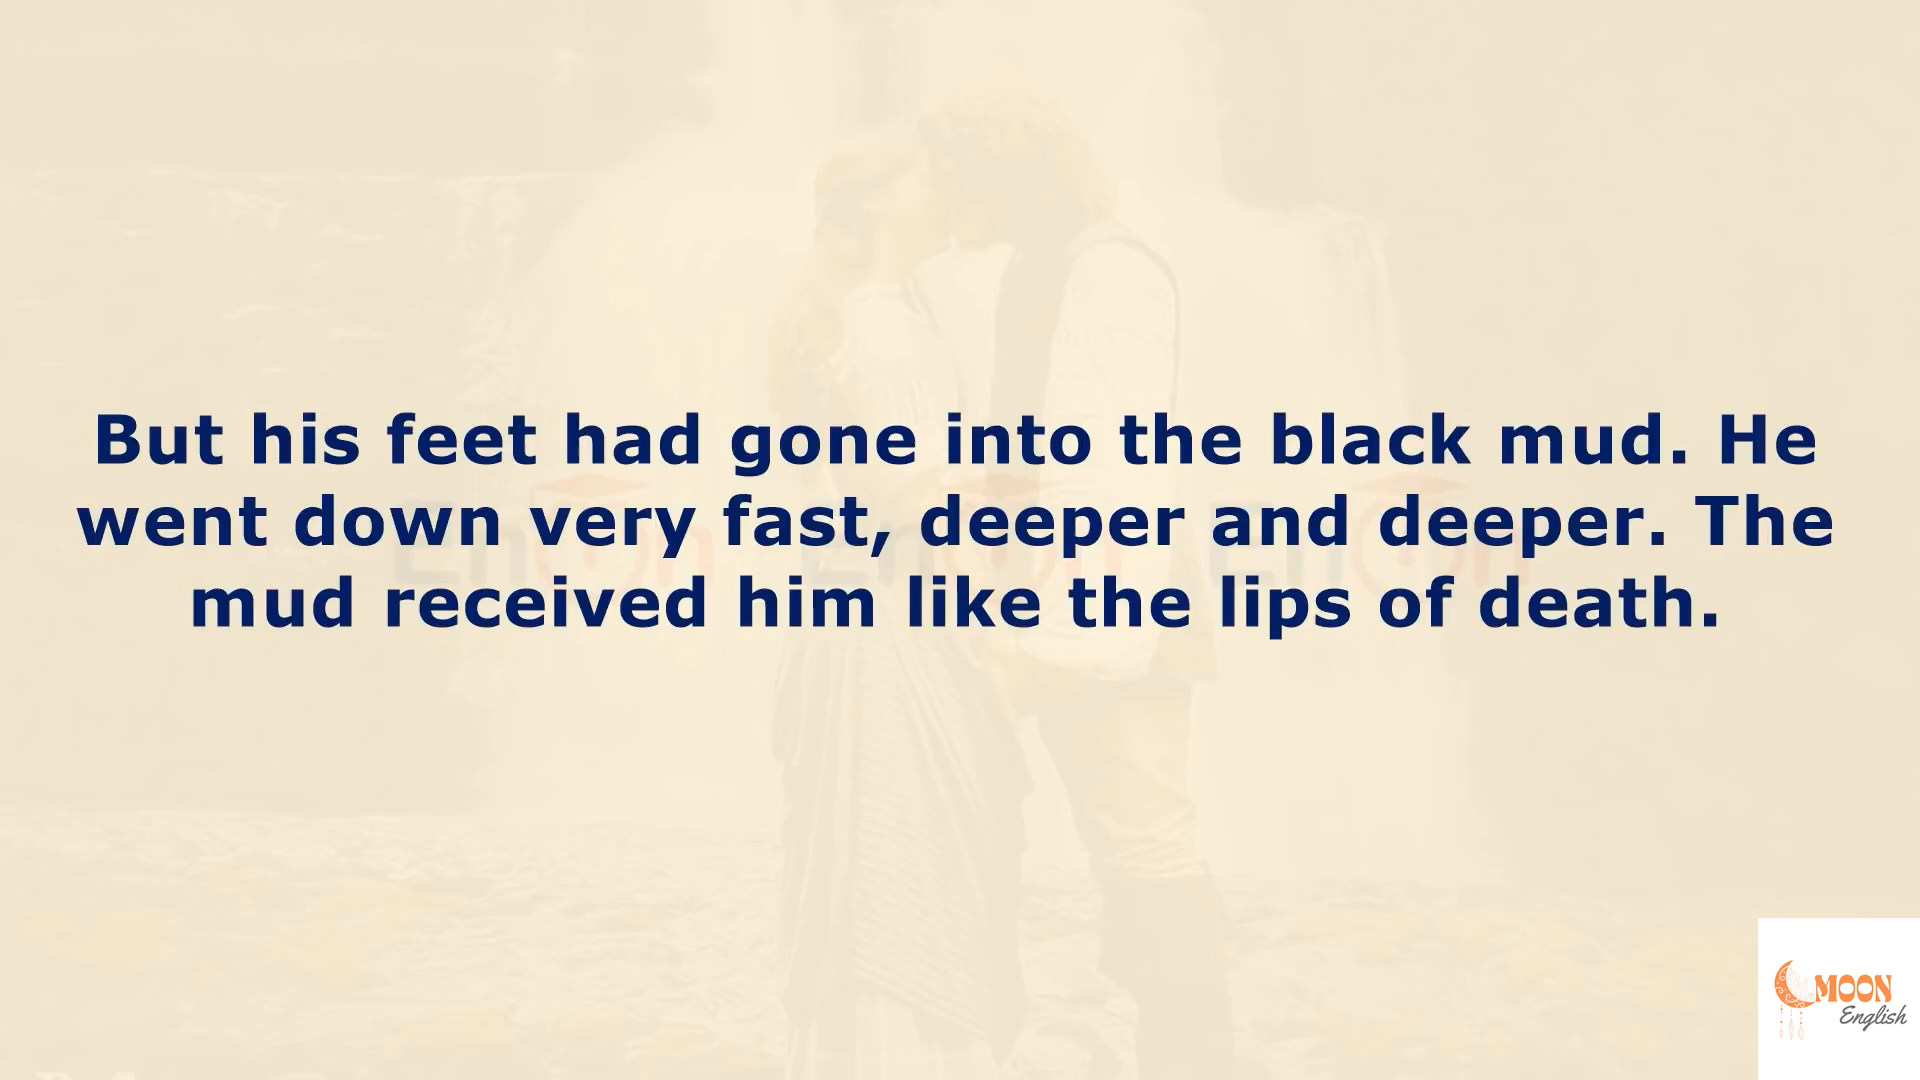 But his feet had gone into the black mud. He
went down very fast, deeper and deeper. The
mud received him like the lips of death.
MOON
English